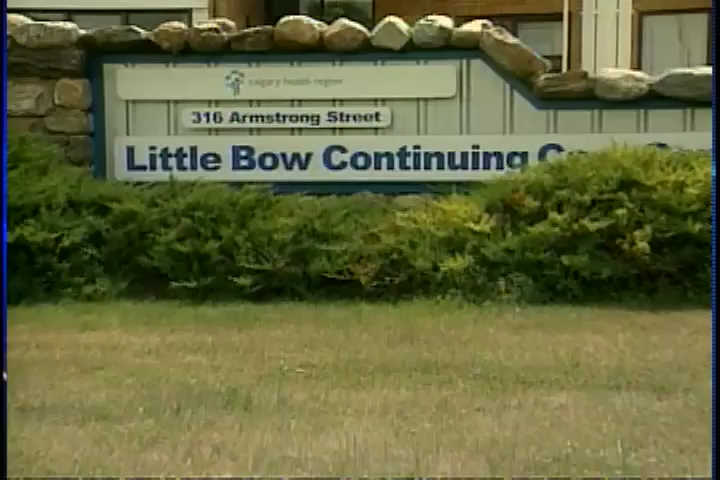 calgary health region
316 Armstrong Street
Little Bow Continuing